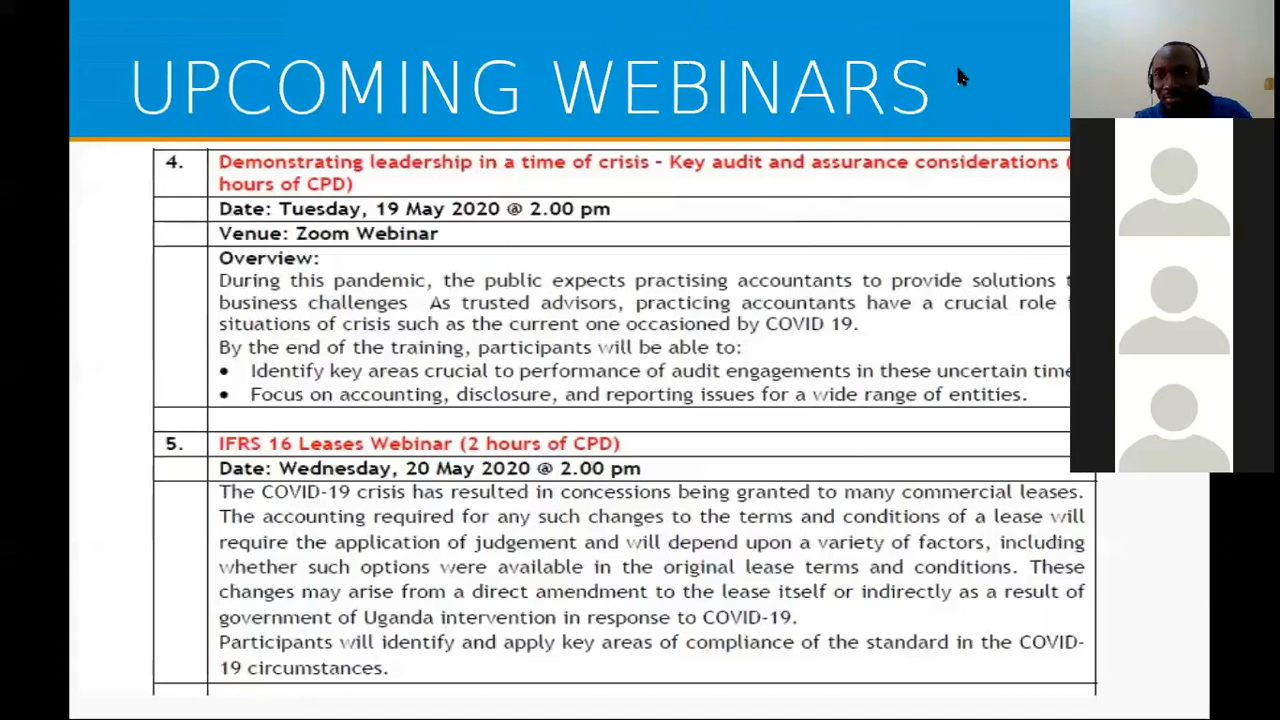 UPCOMING WEBINARS
4. Demonstrating leadership in a time of crisis - Key audit and assurance considerations (
hours of CPD)
Date: Tuesday, 19 May 2020 @ 2.00 pm
Venue: Zoom Webinar
Overview:
During this pandemic, the public expects practising accountants to provide solutions
business challenges As trusted advisors, practicing accountants have a crucial role
situations of crisis such as the current one occasioned by COVID 19.
By the end of the training, participants will be able to:
• Identify key areas crucial to performance of audit engagements in these uncertain time
• Focus on accounting, disclosure, and reporting issues for a wide range of entities.
5. IFRS 16 Leases Webinar (2 hours of CPD)
Date: Wednesday, 20 May 2020 @ 2.00 pm
The COVID-19 crisis has resulted in concessions being granted to many commercial leases.
The accounting required for any such changes to the terms and conditions of a lease will
require the application of judgement and will depend upon a variety of factors, including
whether such options were available in the original lease terms and conditions. These
changes may arise from a direct amendment to the lease itself or indirectly as a result of
government of Uganda intervention in response to COVID-19.
Participants will identify and apply key areas of compliance of the standard in the COVID-
19 circumstances.